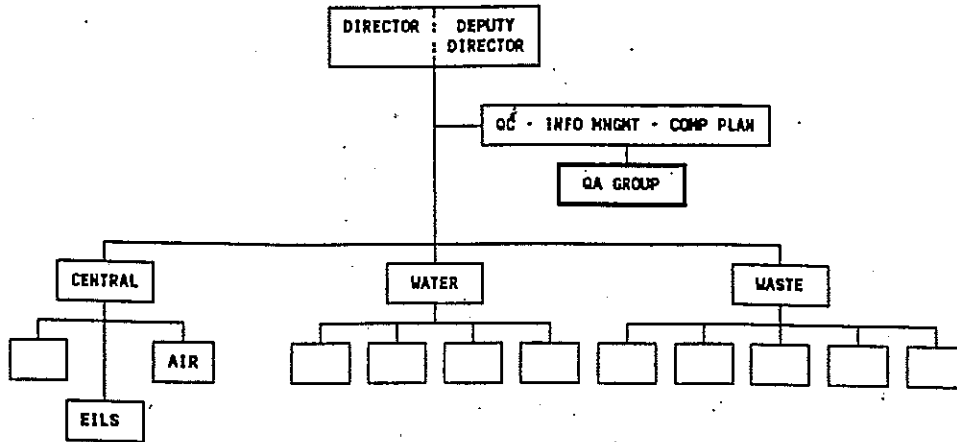 DIRECTOR DEPUTY
DIRECTOR
QC - INFO MNGMT - COMP PLAN
QA GROUP
CENTRAL WATER WASTE
AIR
EILS